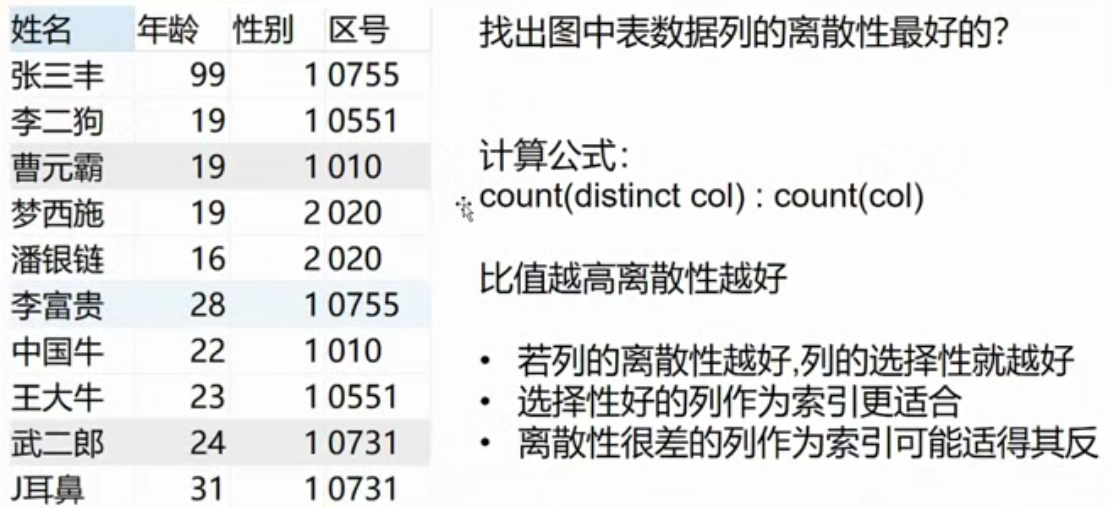 姓名 年龄 性别 区号
张三丰 99 1 0755
李二狗 19 1 0551
曹元霸 19 1 010
梦西施 19 2 020
潘银链 16 2 020
李富贵 28 1 0755
中国牛 22 1 010
王大牛 23 1 0551
武二郎 24 1 0731
J耳鼻 31 1 0731
找出图中表数据列的离散性最好的?
计算公式:
count(distinct col) : count(col)
比值越高离散性越好
• 若列的离散性越好,列的选择性就越好
• 选择性好的列作为索引更适合
• 离散性很差的列作为索引可能适得其反